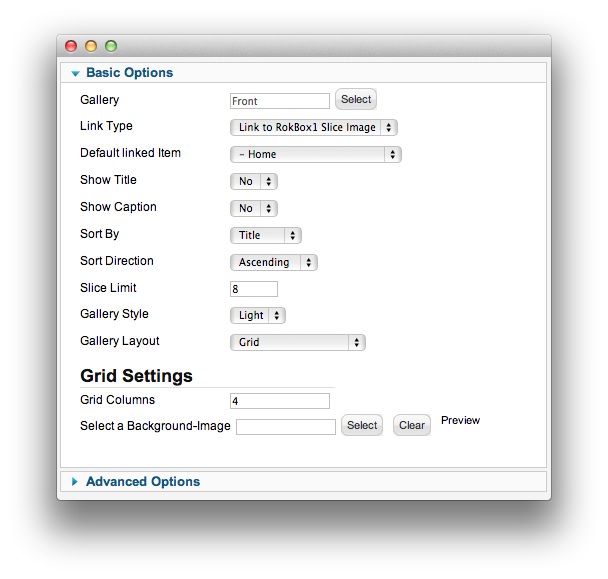 Basic Options
Gallery Front Select
Link Type Link to RokBox1 Slice Image
Default linked Item - Home
Show Title No
Show Caption No
Sort By Title
Sort Direction Ascending
Slice Limit 8
Gallery Style Light
Gallery Layout Grid
Grid Settings
Grid Columns 4
Select a Background-Image Select Clear Preview
Advanced Options